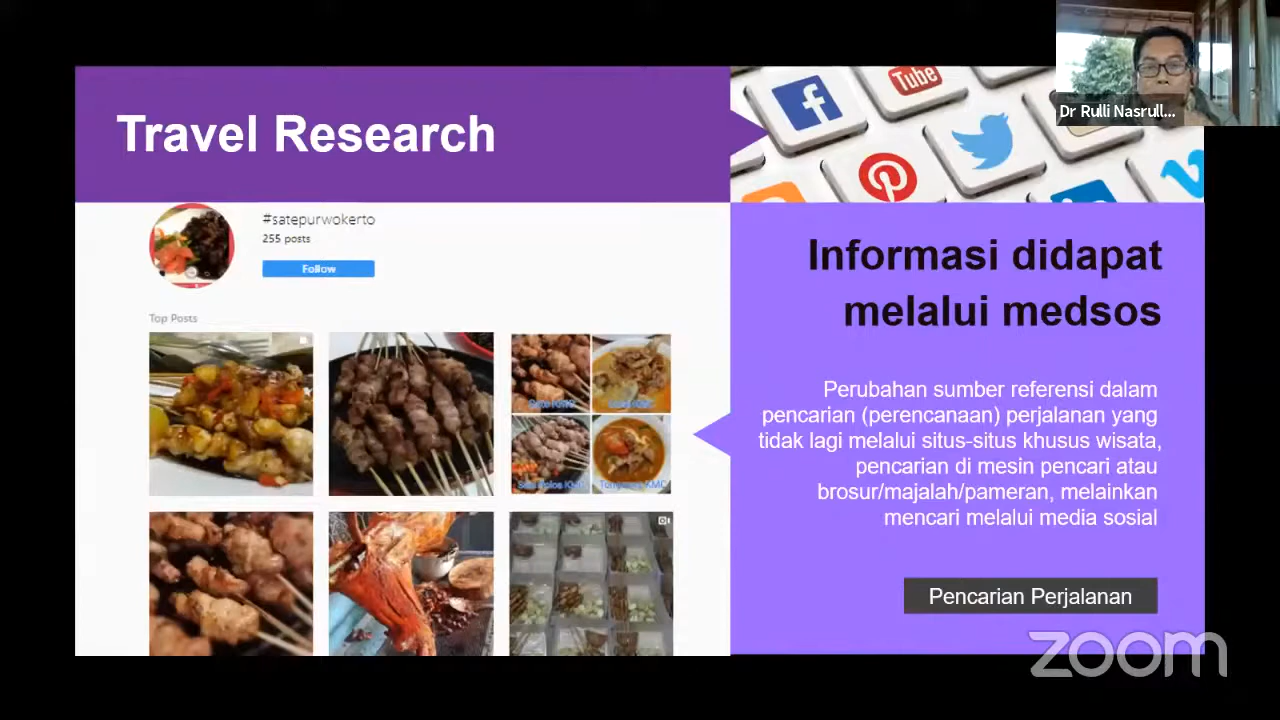 Travel Research
Tube
Dr Rulli Nasrull...
#satepurwokerto
255 posts
Follow
Top Posts
Informasi didapat
melalui medsos
Perubahan sumber referensi dalam
pencarian (perencanaan) perjalanan yang
tidak lagi melalui situs-situs khusus wisata,
pencarian di mesin pencari atau
brosur/majalah/pameran, melainkan
mencari melalui media sosial
Pencarian Perjalanan
zoom